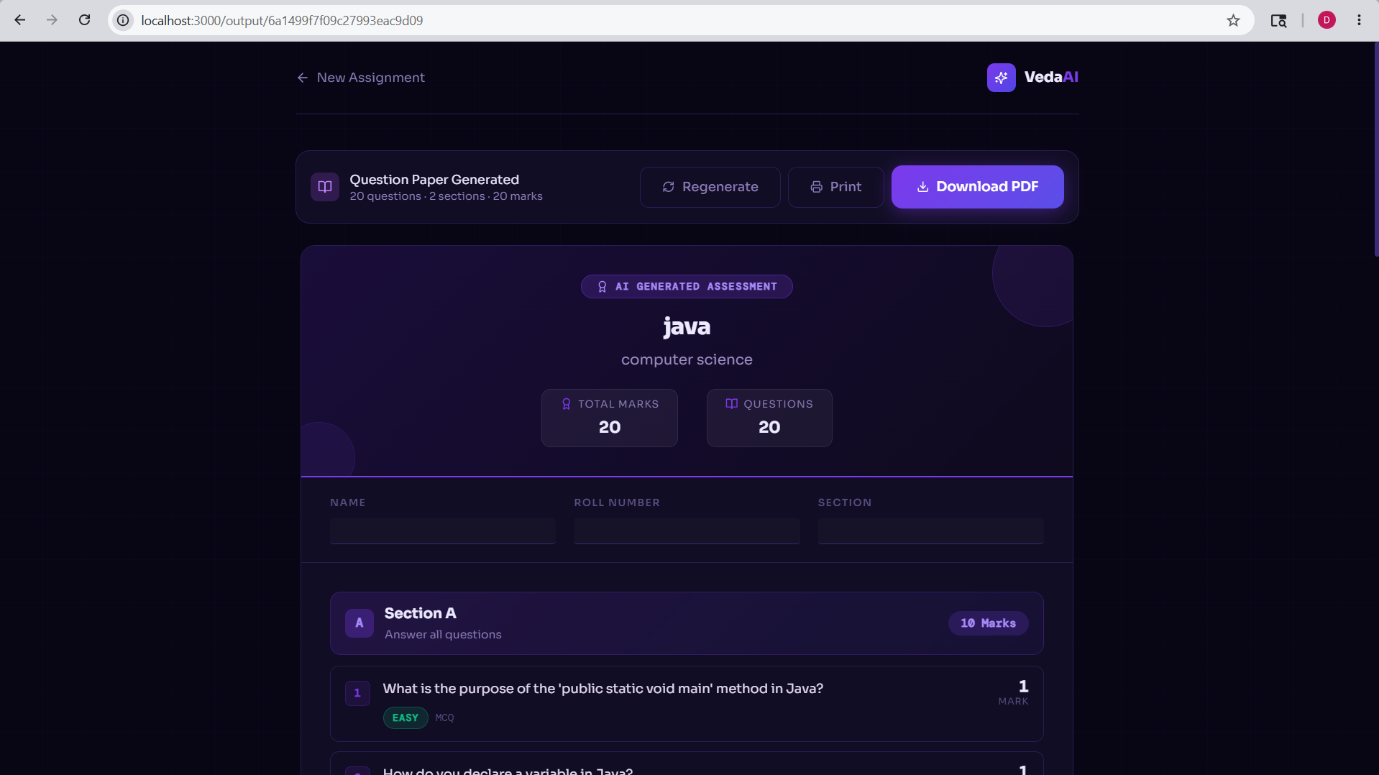 localhost:3000/output/6a1499f7f09c27993eac9d09
D
New Assignment
VedaAI
Question Paper Generated
20 questions · 2 sections · 20 marks
Regenerate
Print
Download PDF
AI GENERATED ASSESSMENT
java
computer science
TOTAL MARKS
20
QUESTIONS
20
NAME
ROLL NUMBER
SECTION
A
Section A
Answer all questions
10 Marks
1
What is the purpose of the 'public static void main' method in Java?
EASY
MCQ
1
MARK
How do you declare a variable in Java?
1